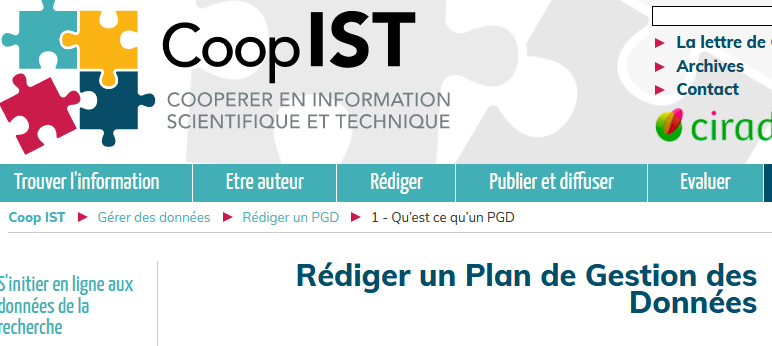 Coop IST
COOPERER EN INFORMATION
SCIENTIFIQUE ET TECHNIQUE
La lettre de
Archives
Contact
cirad
Trouver l'information
Etre auteur
Rédiger
Publier et diffuser
Evaluer
Coop IST
Gérer des données
Rédiger un PGD
1 - Qu'est ce qu'un PGD
S'initier en ligne aux
données de la
recherche
Rédiger un Plan de Gestion des
Données